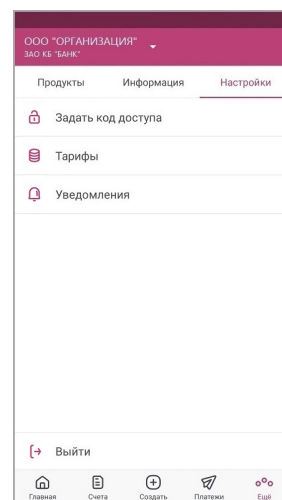 ООО "ОРГАНИЗАЦИЯ"
ЗАО КБ "БАНК"
Продукты Информация Настройки
Задать код доступа
Тарифы
Уведомления
Выйти
Главная Счета Создать Платежи Ещё